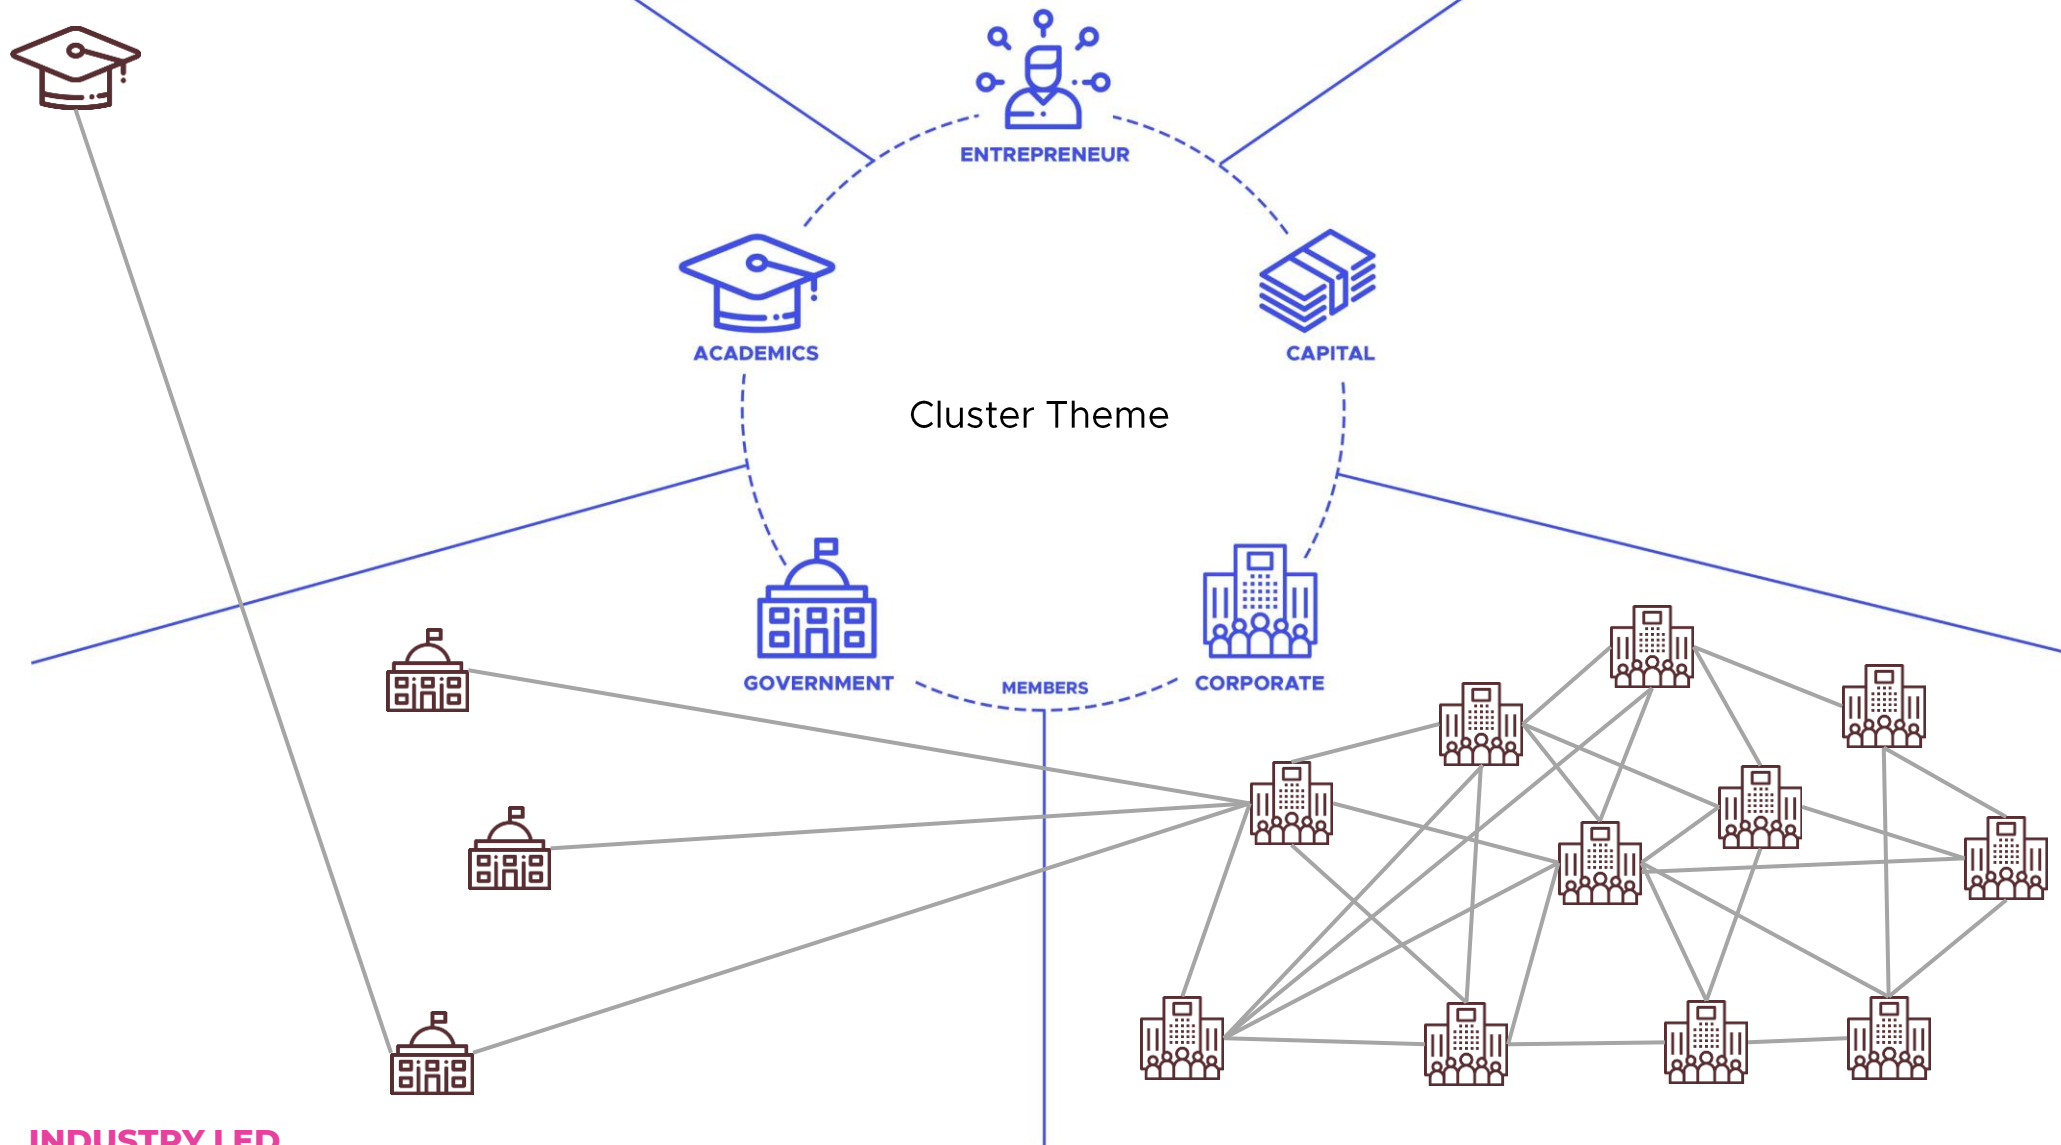 ENTREPRENEUR
ACADEMICS
CAPITAL
Cluster Theme
GOVERNMENT
MEMBERS
CORPORATE
INDUSTRY LED